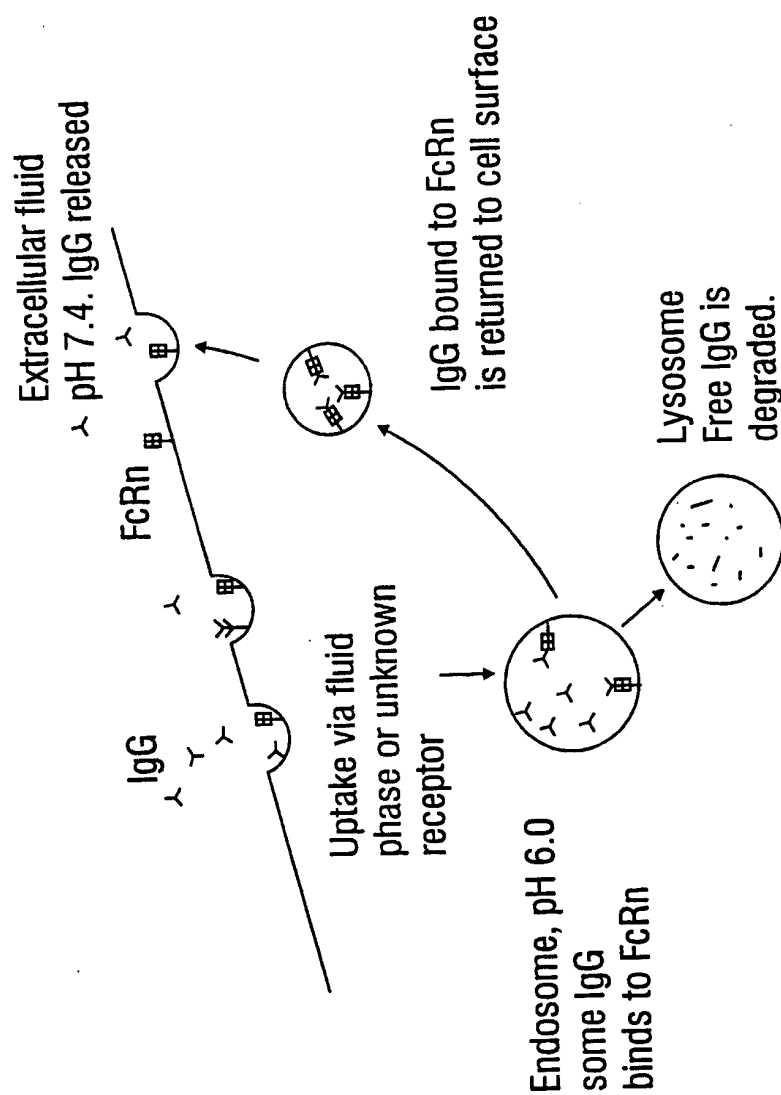 Extracellular fluid
pH 7.4. IgG released
FcRn
IgG
Uptake via fluid
phase or unknown
receptor
IgG bound to FcRn
is returned to cell surface
Endosome, pH 6.0
some IgG
binds to FcRn
Lysosome
Free IgG is
degraded.